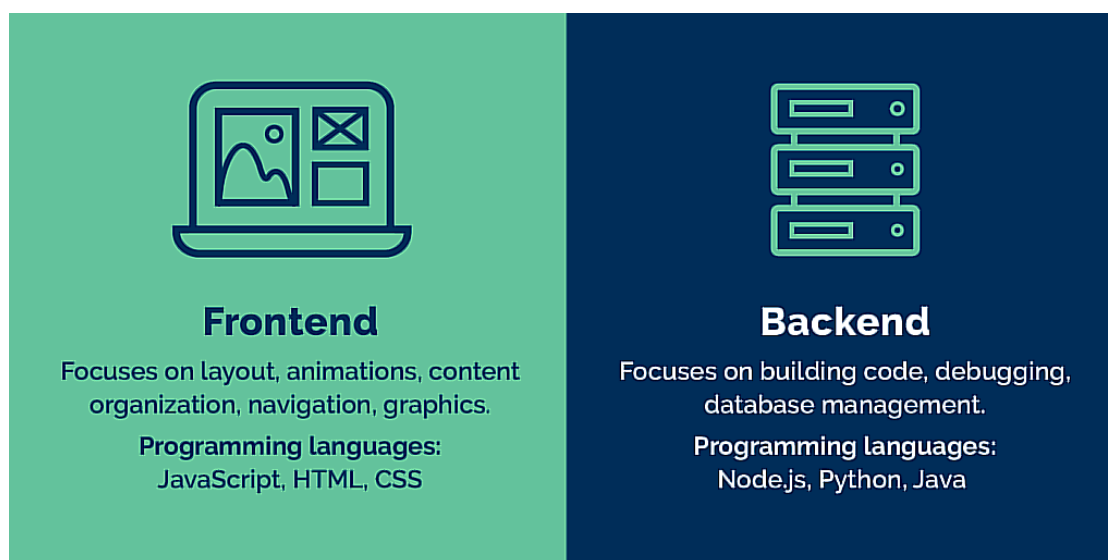 Frontend
Focuses on layout, animations, content
organization, navigation, graphics.
Programming languages:
JavaScript, HTML, CSS
Backend
Focuses on building code, debugging,
database management.
Programming languages:
Node.js, Python, Java